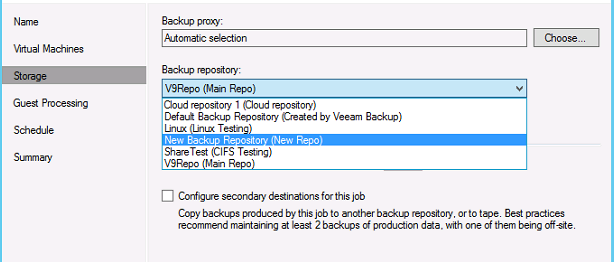 Name
Virtual Machines
Storage
Guest Processing
Schedule
Summary
Backup proxy:
Automatic selection
Choose...
Backup repository:
V9Repo (Main Repo)
Cloud repository 1 (Cloud repository)
Default Backup Repository (Created by Veeam Backup)
Linux (Linux Testing)
New Backup Repository (New Repo)
ShareTest (CIFS Testing)
V9Repo (Main Repo)
Configure secondary destinations for this job
Copy backups produced by this job to another backup repository, or to tape. Best practices
recommend maintaining at least 2 backups of production data, with one of them being off-site.